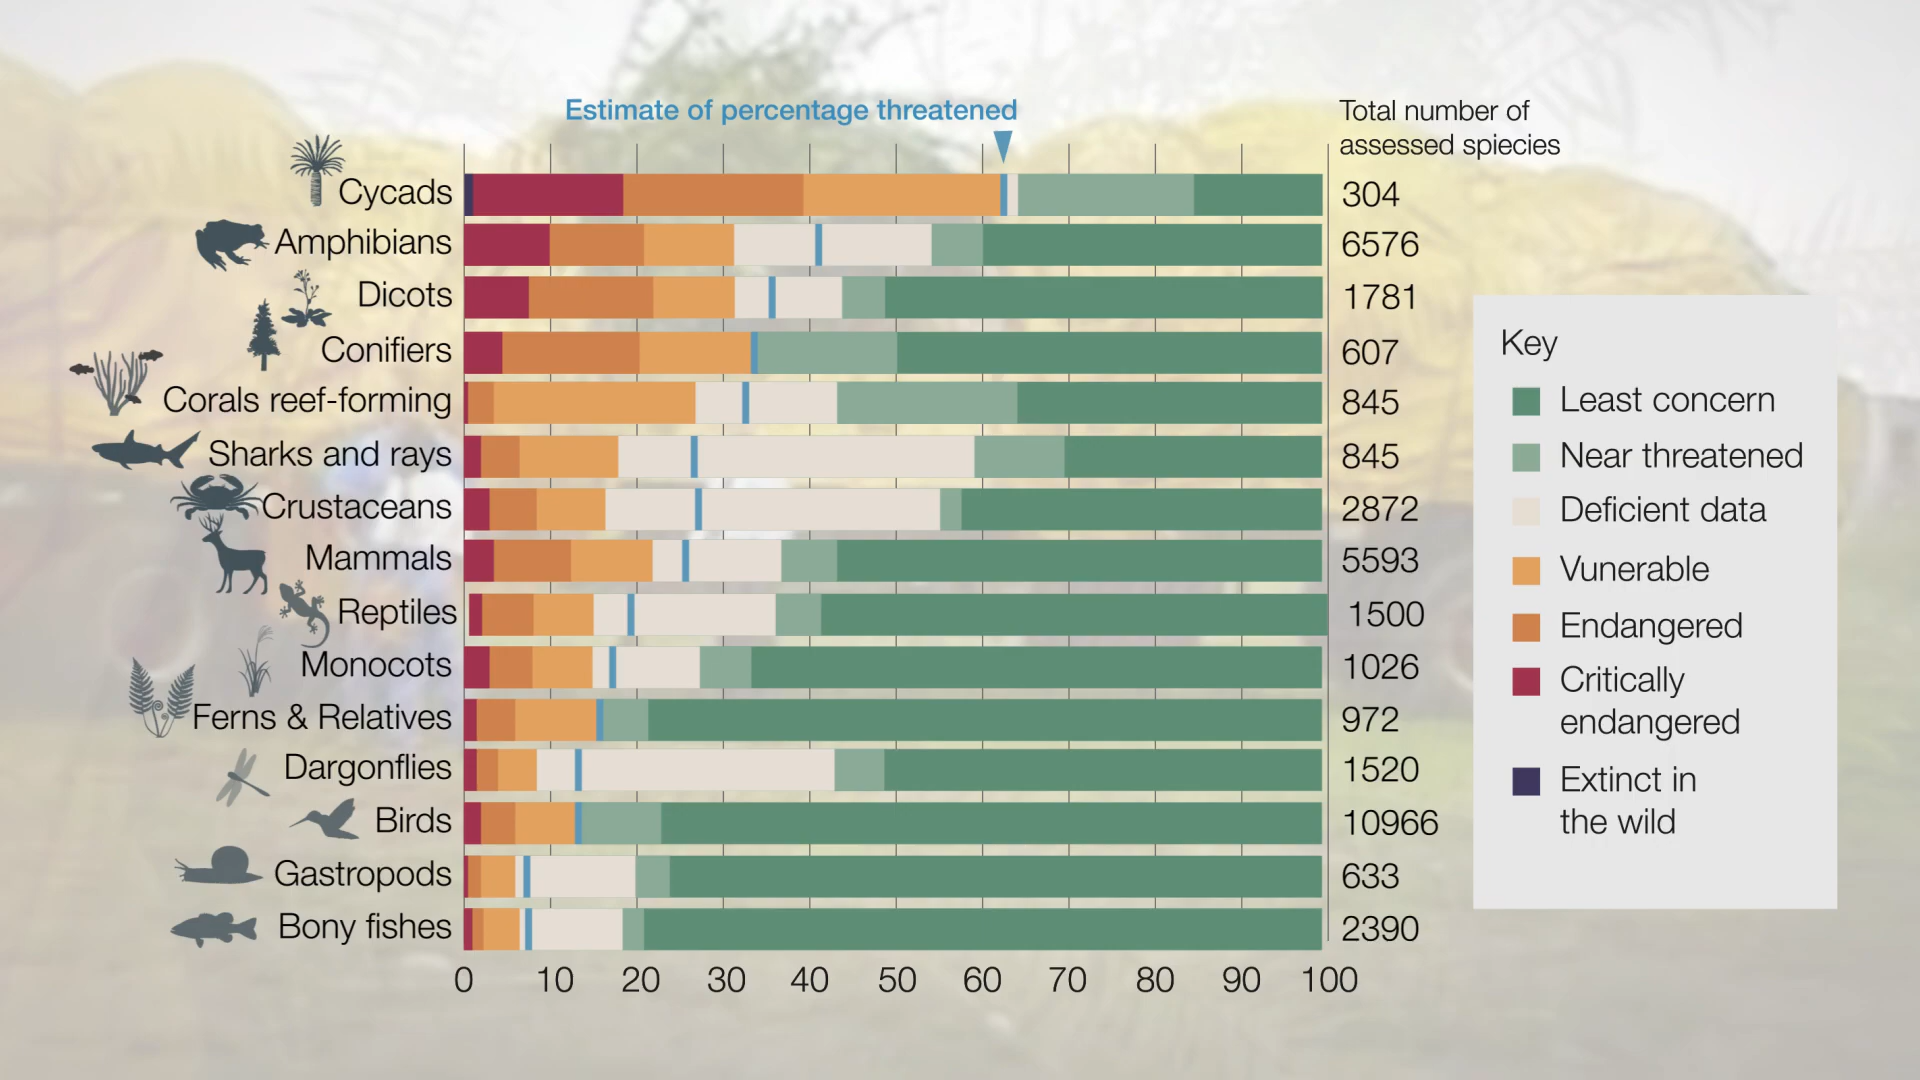 Estimate of percentage threatened
Total number of
assessed spiecies
Cycads 304
Amphibians 6576
Dicots 1781
Conifiers 607
Corals reef-forming 845
Sharks and rays 845
Crustaceans 2872
Mammals 5593
Reptiles 1500
Monocots 1026
Ferns & Relatives 972
Dargonflies 1520
Birds 10966
Gastropods 633
Bony fishes 2390
0 10 20 30 40 50 60 70 80 90 100
Key
Least concern
Near threatened
Deficient data
Vunerable
Endangered
Critically
endangered
Extinct in
the wild